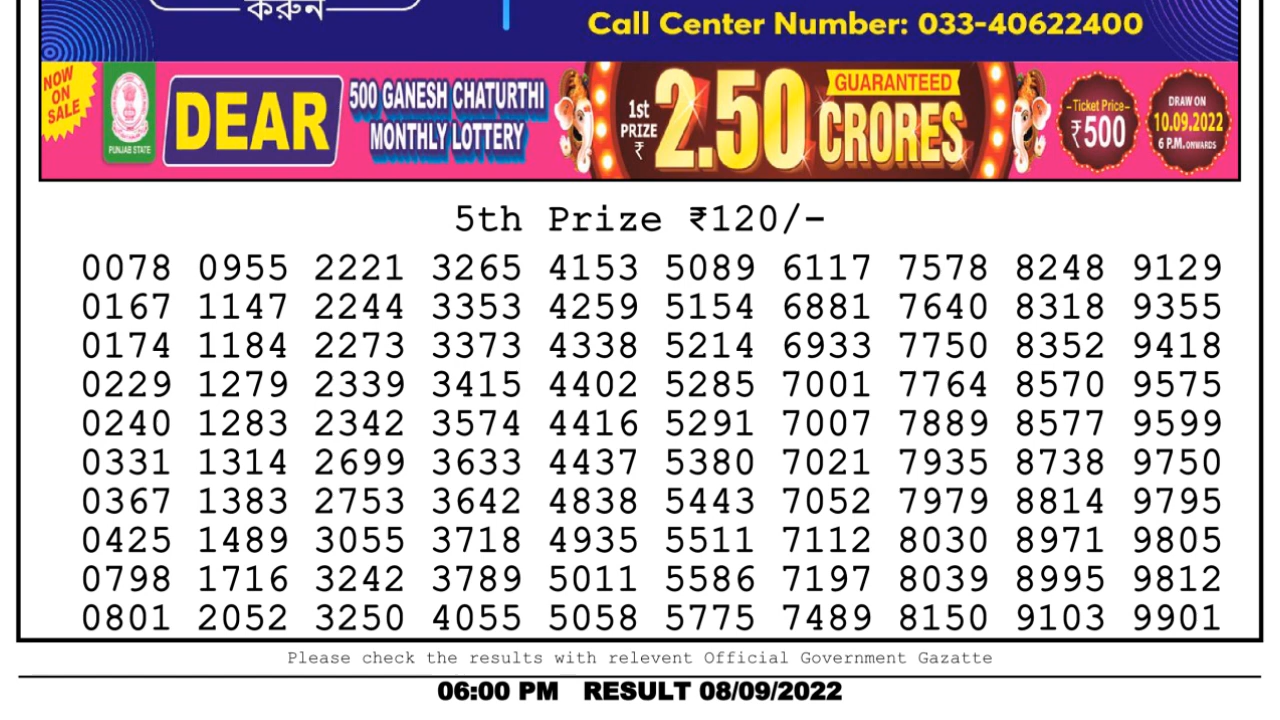 করুন
Call Center Number: 033-40622400
NOW
ON
SALE
PUNJAB STATE
DEAR
500 GANESH CHATURTHI
MONTHLY LOTTERY
1st
PRIZE
₹
2.50
GUARANTEED
CRORES
Ticket Price
₹500
DRAW ON
10.09.2022
6 P.M. ONWARDS
5th Prize ₹120/-
0078 0955 2221 3265 4153 5089 6117 7578 8248 9129
0167 1147 2244 3353 4259 5154 6881 7640 8318 9355
0174 1184 2273 3373 4338 5214 6933 7750 8352 9418
0229 1279 2339 3415 4402 5285 7001 7764 8570 9575
0240 1283 2342 3574 4416 5291 7007 7889 8577 9599
0331 1314 2699 3633 4437 5380 7021 7935 8738 9750
0367 1383 2753 3642 4838 5443 7052 7979 8814 9795
0425 1489 3055 3718 4935 5511 7112 8030 8971 9805
0798 1716 3242 3789 5011 5586 7197 8039 8995 9812
0801 2052 3250 4055 5058 5775 7489 8150 9103 9901
Please check the results with relevent Official Government Gazatte
06:00 PM RESULT 08/09/2022